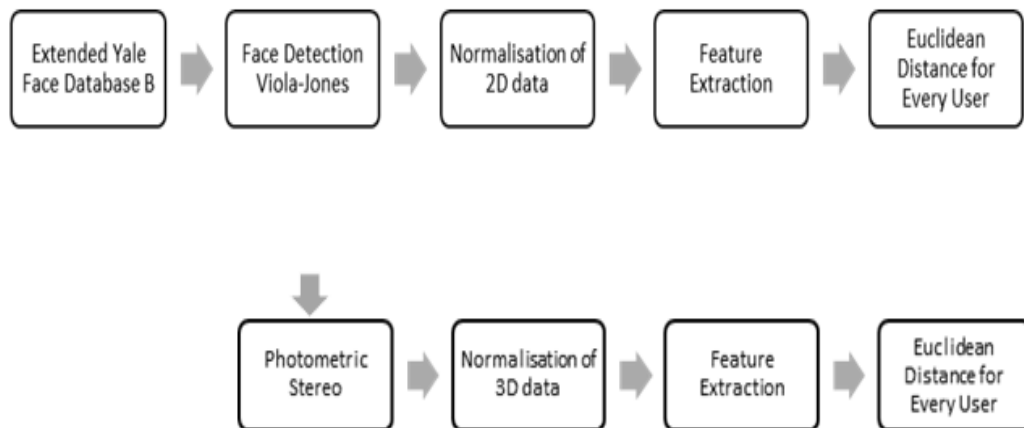 Extended Yale
Face Database B
Face Detection
Viola-Jones
Normalisation of
2D data
Feature
Extraction
Euclidean
Distance for
Every User
Photometric
Stereo
Normalisation of
3D data
Feature
Extraction
Euclidean
Distance for
Every User